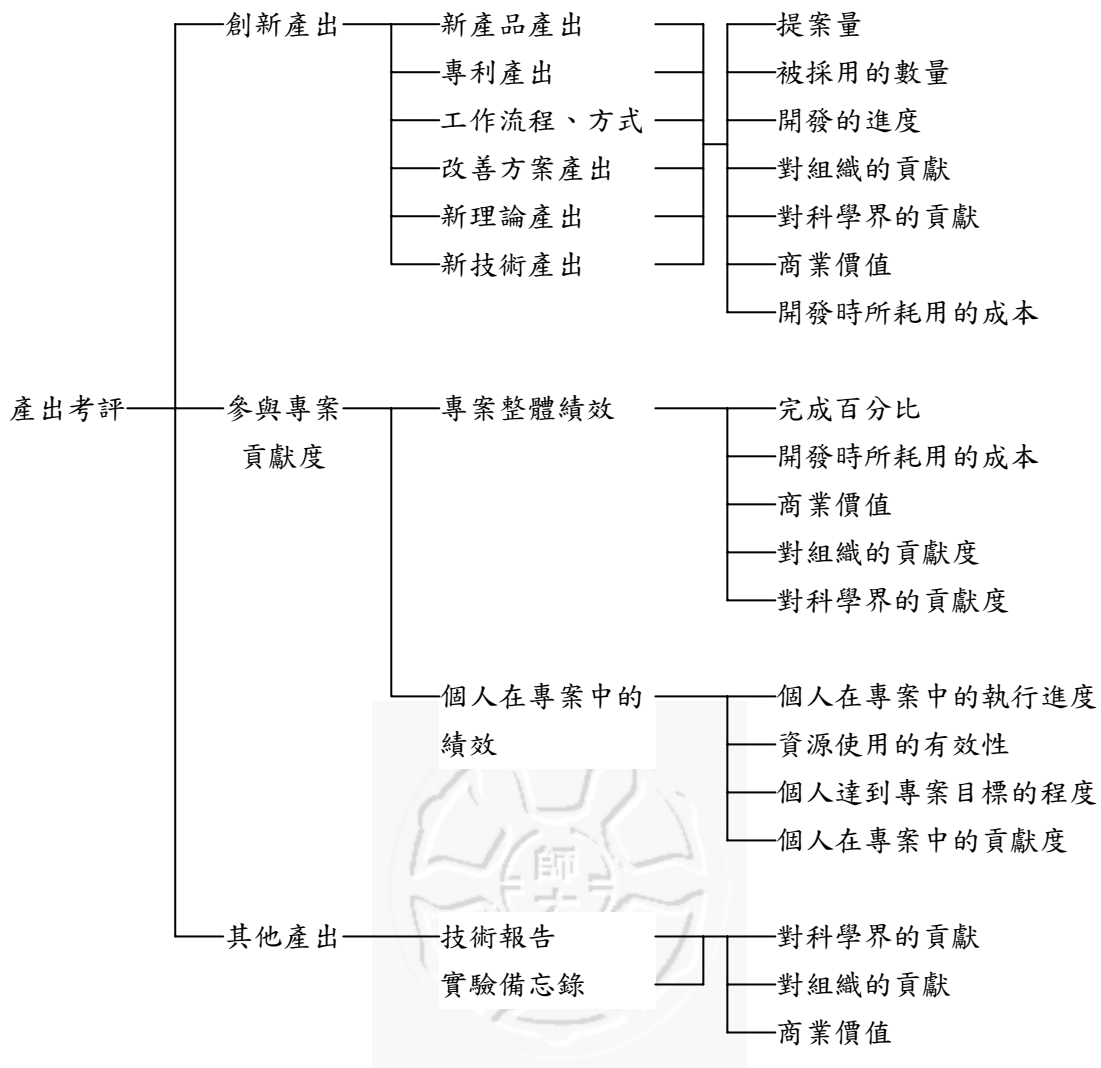 創新產出 新產品產出 提案量
專利產出 被採用的數量
工作流程、方式 開發的進度
改善方案產出 對組織的貢獻
新理論產出 對科學界的貢獻
新技術產出 商業價值
開發時所耗用的成本
產出考評 參與專案 專案整體績效 完成百分比
貢獻度 開發時所耗用的成本
商業價值
對組織的貢獻度
對科學界的貢獻度
個人在專案中的 個人在專案中的執行進度
績效 資源使用的有效性
個人達到專案目標的程度
個人在專案中的貢獻度
師
大
其他產出 技術報告 對科學界的貢獻
實驗備忘錄 對組織的貢獻
商業價值